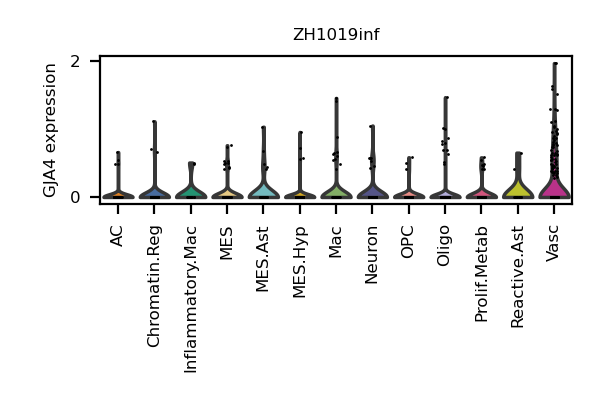 ZH1019inf
GJA4 expression
2
0
AC
Chromatin.Reg
Inflammatory.Mac
MES
MES.Ast
MES.Hyp
Mac
Neuron
OPC
Oligo
Prolif.Metab
Reactive.Ast
Vasc